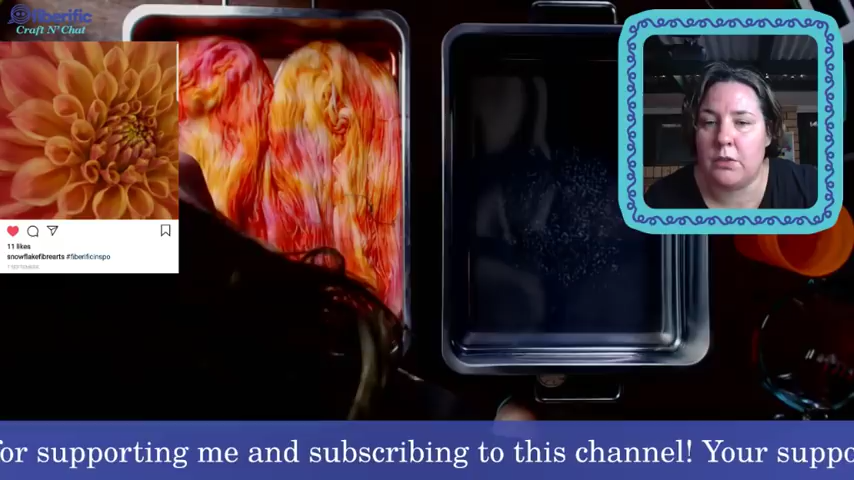 Fiberific
Craft N' Chat
11 likes
snowflakefibrearts #fiberificinspo
for supporting me and subscribing to this channel! Your suppo